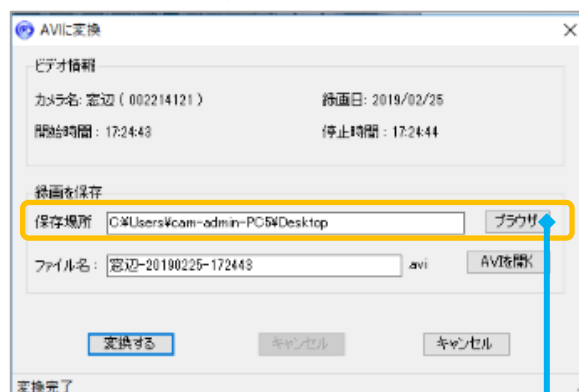 AVIに変換
ビデオ情報
カメラ名: 窓辺 ( 002214121 )
録画日: 2019/02/25
開始時間 : 17:24:43
停止時間 : 17:24:44
録画を保存
保存場所 C:¥Users¥cam-admin-PC5¥Desktop ブラウザ
ファイル名 : 窓辺-20190225-172443 .avi AVIを開く
変換する キャンセル キャンセル
変換完了